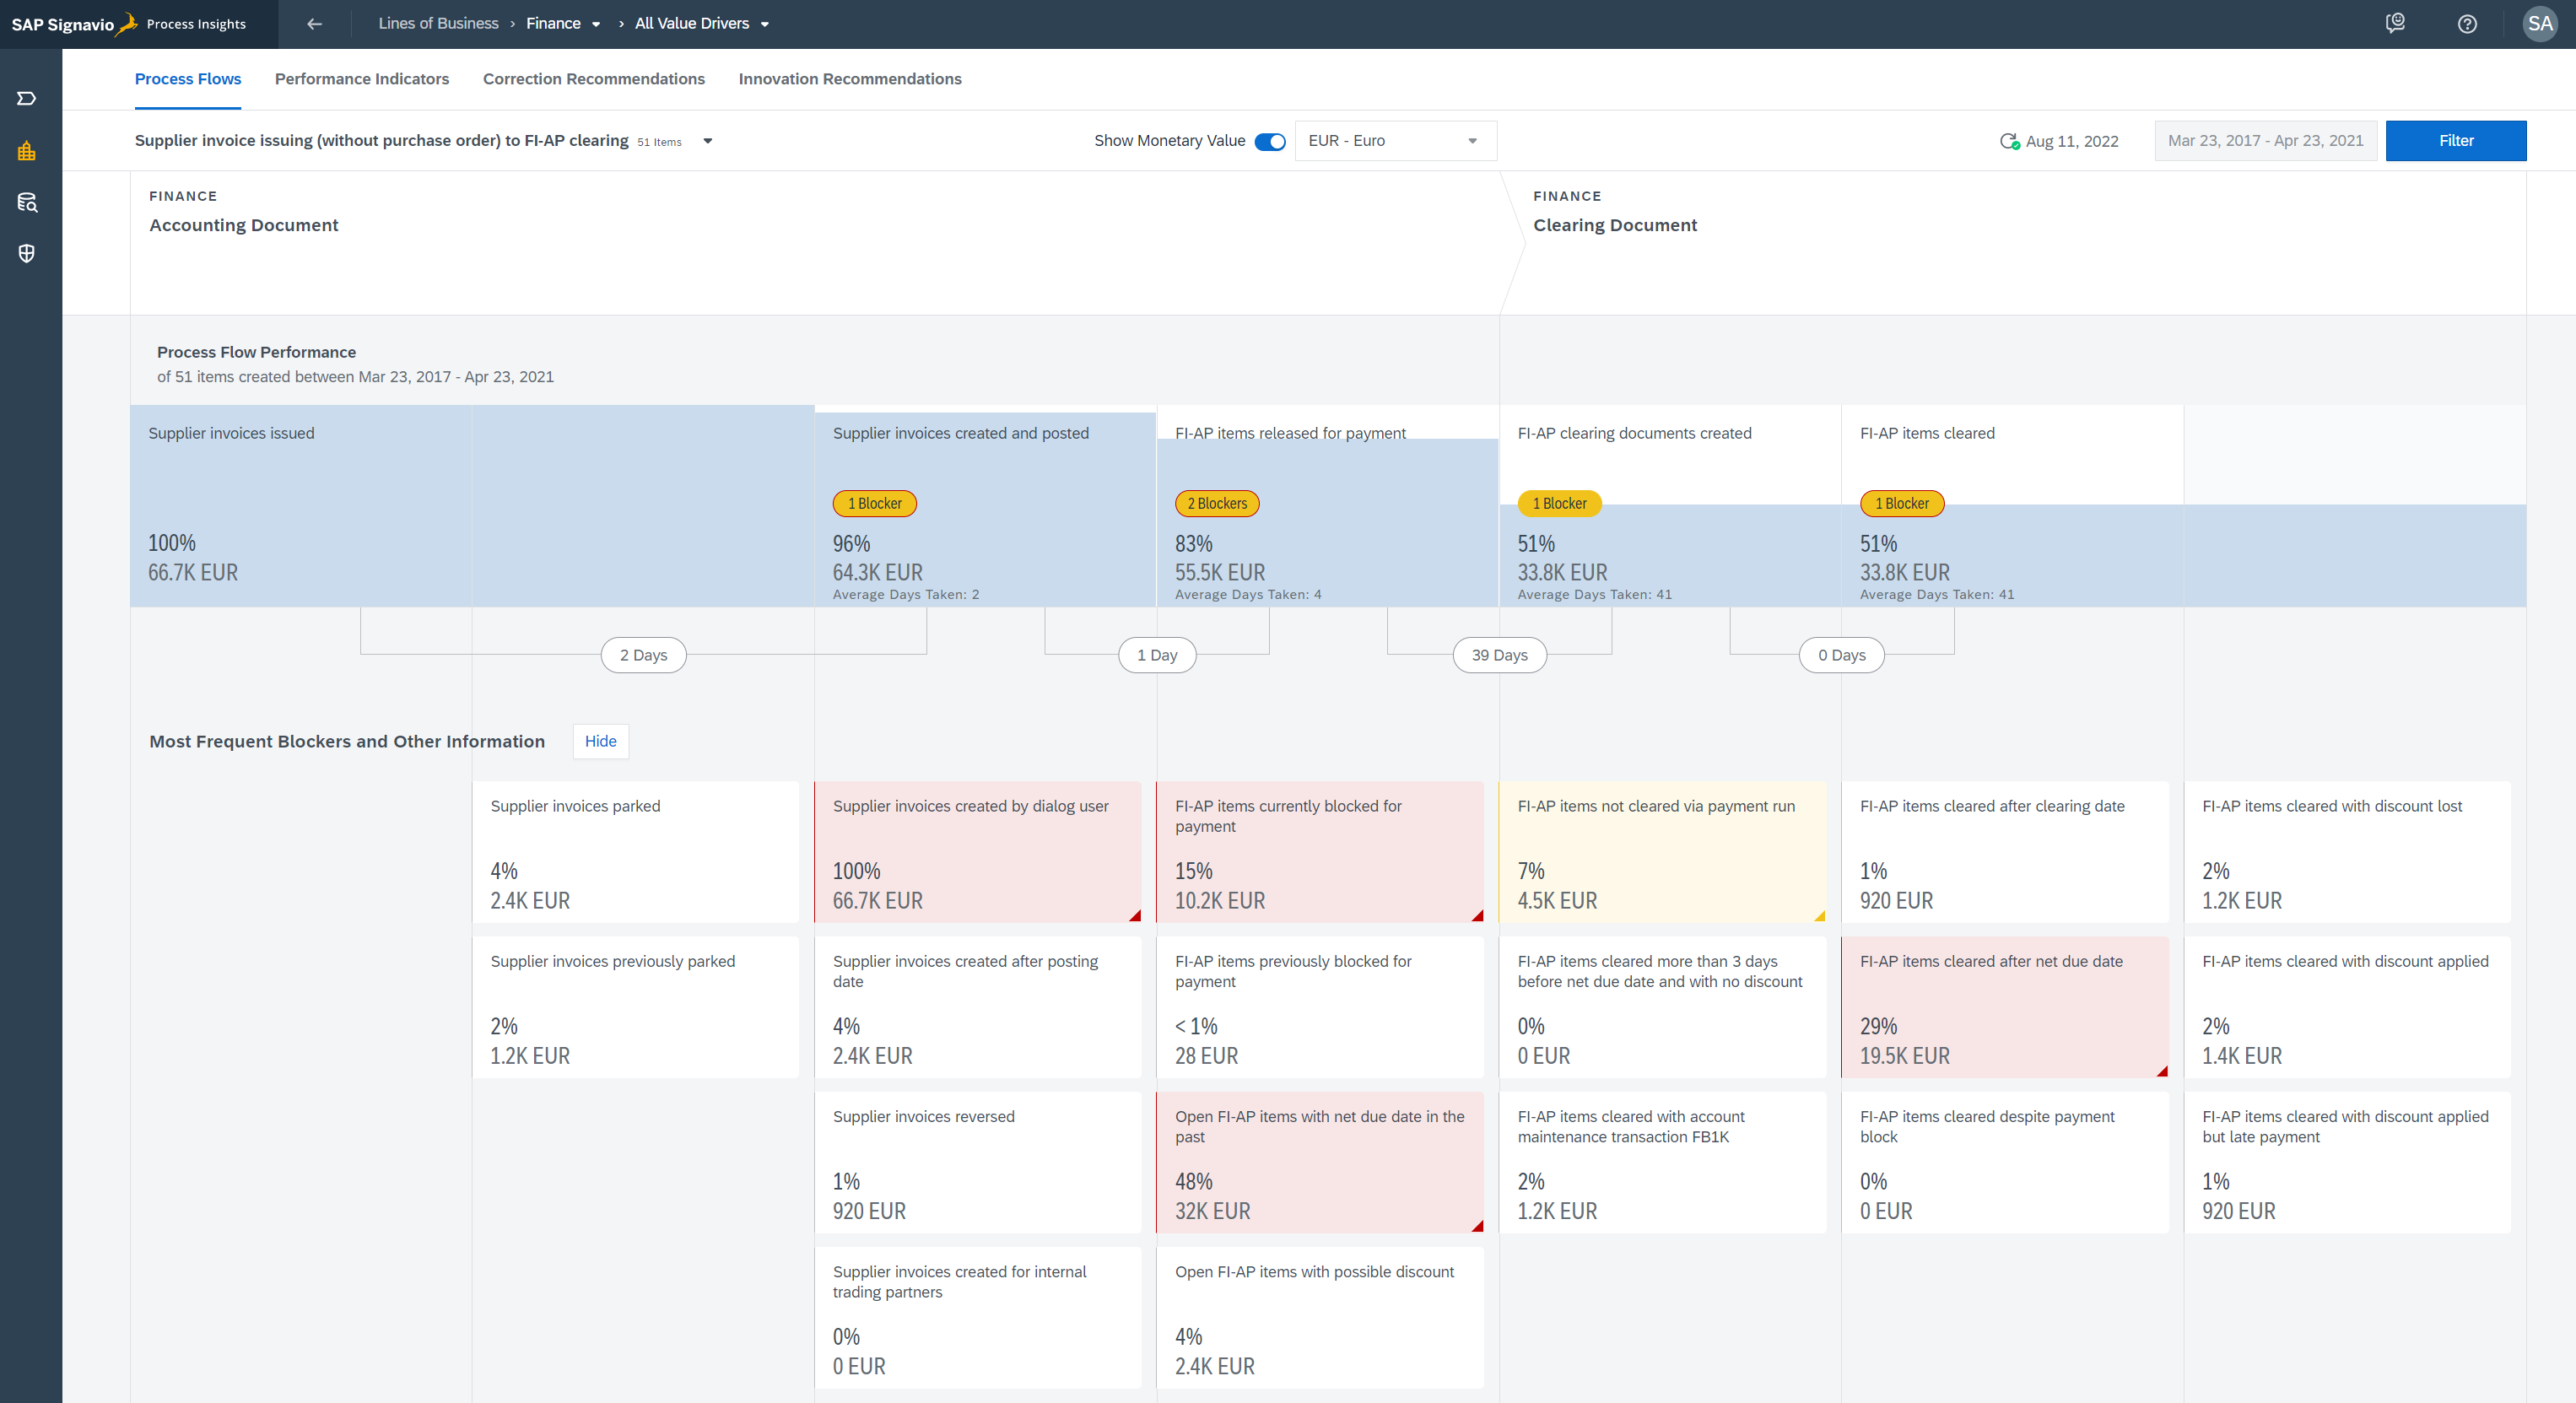 SAP Signavio Process Insights
Lines of Business › Finance › All Value Drivers
SA
Process Flows Performance Indicators Correction Recommendations Innovation Recommendations
Supplier invoice issuing (without purchase order) to FI-AP clearing 51 Items
Show Monetary Value EUR - Euro
Aug 11, 2022 Mar 23, 2017 - Apr 23, 2021 Filter
FINANCE
Accounting Document
FINANCE
Clearing Document
Process Flow Performance
of 51 items created between Mar 23, 2017 - Apr 23, 2021
Supplier invoices issued
100%
66.7K EUR
Supplier invoices created and posted
1 Blocker
96%
64.3K EUR
Average Days Taken: 2
FI-AP items released for payment
2 Blockers
83%
55.5K EUR
Average Days Taken: 4
FI-AP clearing documents created
1 Blocker
51%
33.8K EUR
Average Days Taken: 41
FI-AP items cleared
1 Blocker
51%
33.8K EUR
Average Days Taken: 41
2 Days
1 Day
39 Days
0 Days
Most Frequent Blockers and Other Information Hide
Supplier invoices parked
4%
2.4K EUR
Supplier invoices created by dialog user
100%
66.7K EUR
FI-AP items currently blocked for
payment
15%
10.2K EUR
FI-AP items not cleared via payment run
7%
4.5K EUR
FI-AP items cleared after clearing date
1%
920 EUR
FI-AP items cleared with discount lost
2%
1.2K EUR
Supplier invoices previously parked
2%
1.2K EUR
Supplier invoices created after posting
date
4%
2.4K EUR
FI-AP items previously blocked for
payment
< 1%
28 EUR
FI-AP items cleared more than 3 days
before net due date and with no discount
0%
0 EUR
FI-AP items cleared after net due date
29%
19.5K EUR
FI-AP items cleared with discount applied
2%
1.4K EUR
Supplier invoices reversed
1%
920 EUR
Open FI-AP items with net due date in the
past
48%
32K EUR
FI-AP items cleared with account
maintenance transaction FB1K
2%
1.2K EUR
FI-AP items cleared despite payment
block
0%
0 EUR
FI-AP items cleared with discount applied
but late payment
1%
920 EUR
Supplier invoices created for internal
trading partners
0%
0 EUR
Open FI-AP items with possible discount
4%
2.4K EUR